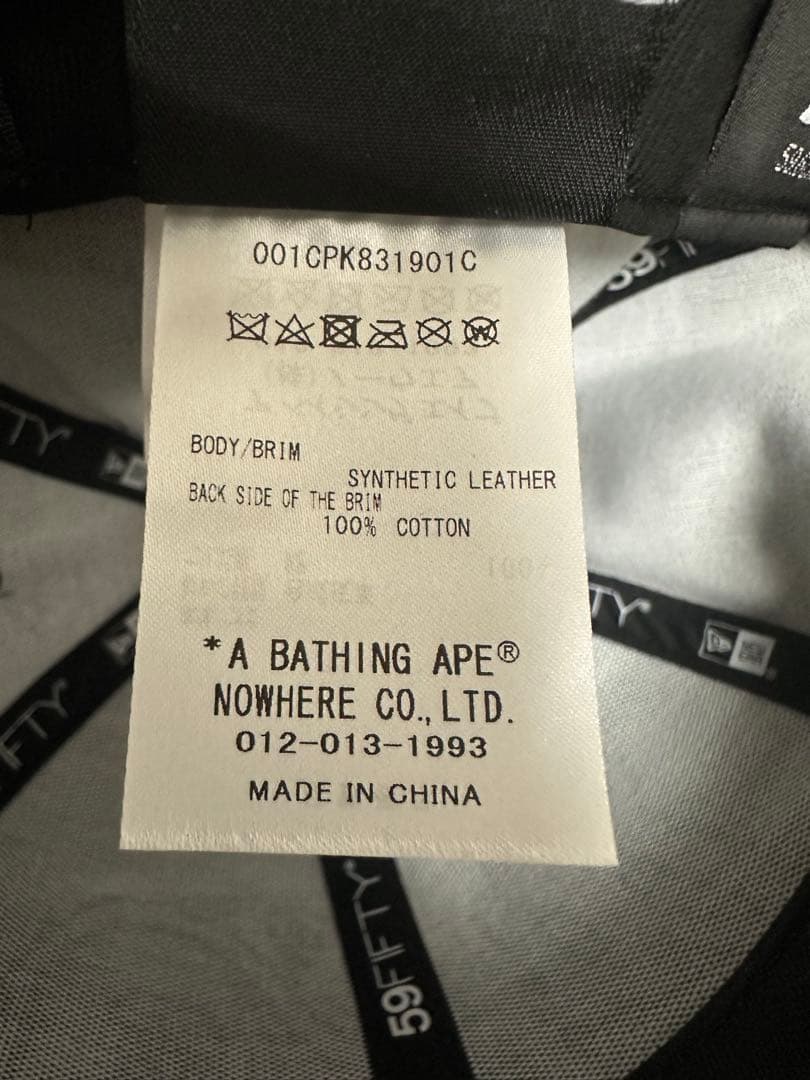 001CPK831901C
BODY/BRIM
SYNTHETIC LEATHER
BACK SIDE OF THE BRIM
100% COTTON
*A BATHING APE®
NOWHERE CO., LTD.
012-013-1993
MADE IN CHINA
59FIFTY